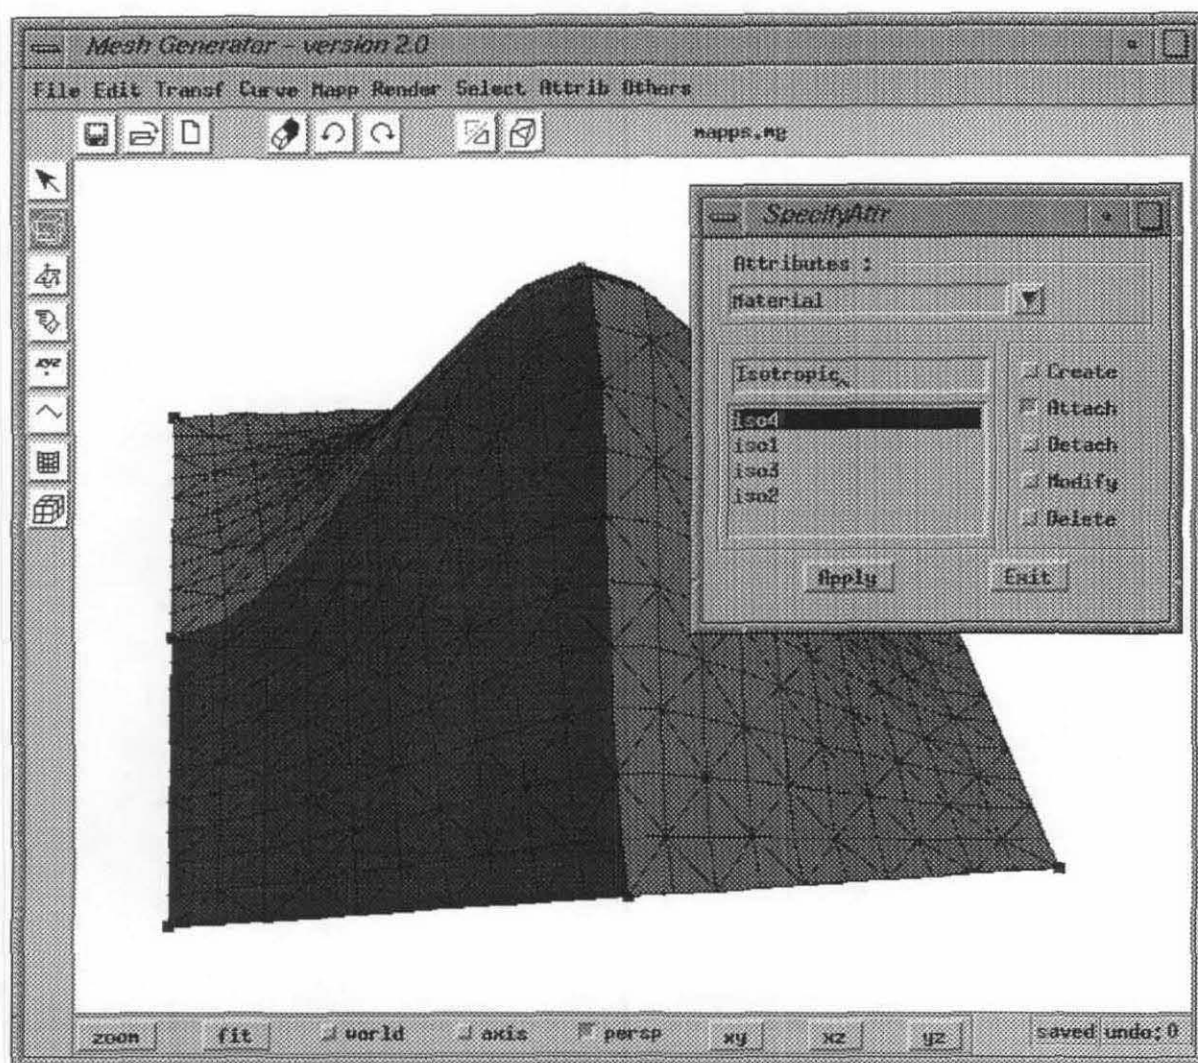 Mesh Generator - version 2.0
File Edit Transf Curve Mapp Render Select Attrib Others
mapps.mg
SpecifyAttr
Attributes :
Material
Isotropic
Create
iso4
Attach
iso1
Detach
iso3
Modify
iso2
Delete
Apply
Exit
zoom fit world axis persp xy xz yz saved undo:0